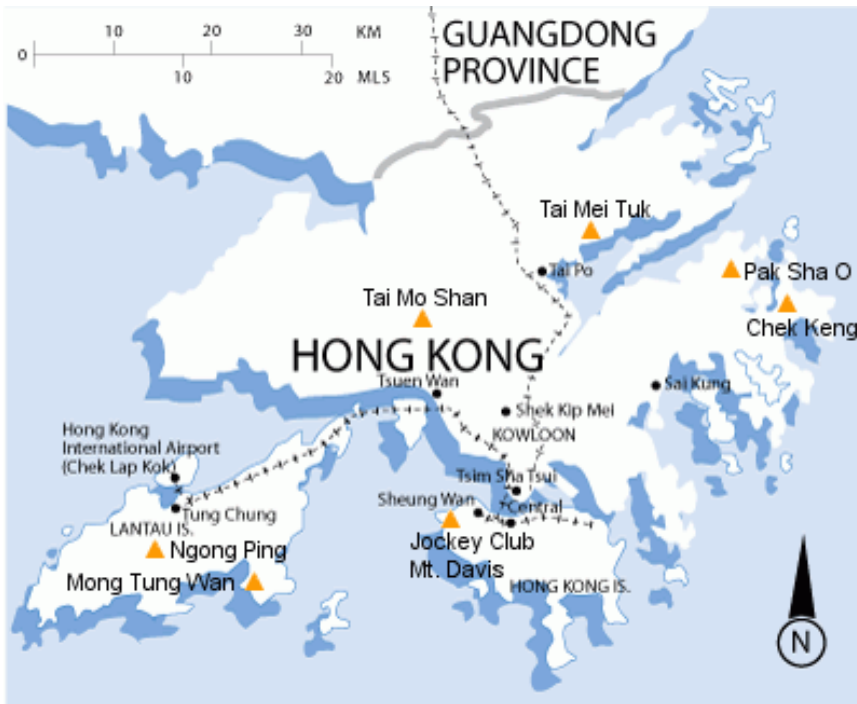 10 20 30 KM
0
10 20 MLS
GUANGDONG
PROVINCE
Tai Mei Tuk
Tai Po
Pak Sha O
Chek Keng
Tai Mo Shan
HONG KONG
Tsuen Wan
Sai Kung
Shek Kip Mei
KOWLOON
Hong Kong
International Airport
(Chek Lap Kok)
Tsim Sha Tsui
Sheung Wan
Central
Tung Chung
LANTAU IS.
Ngong Ping
Mong Tung Wan
Jockey Club
Mt. Davis
HONG KONG IS.
N